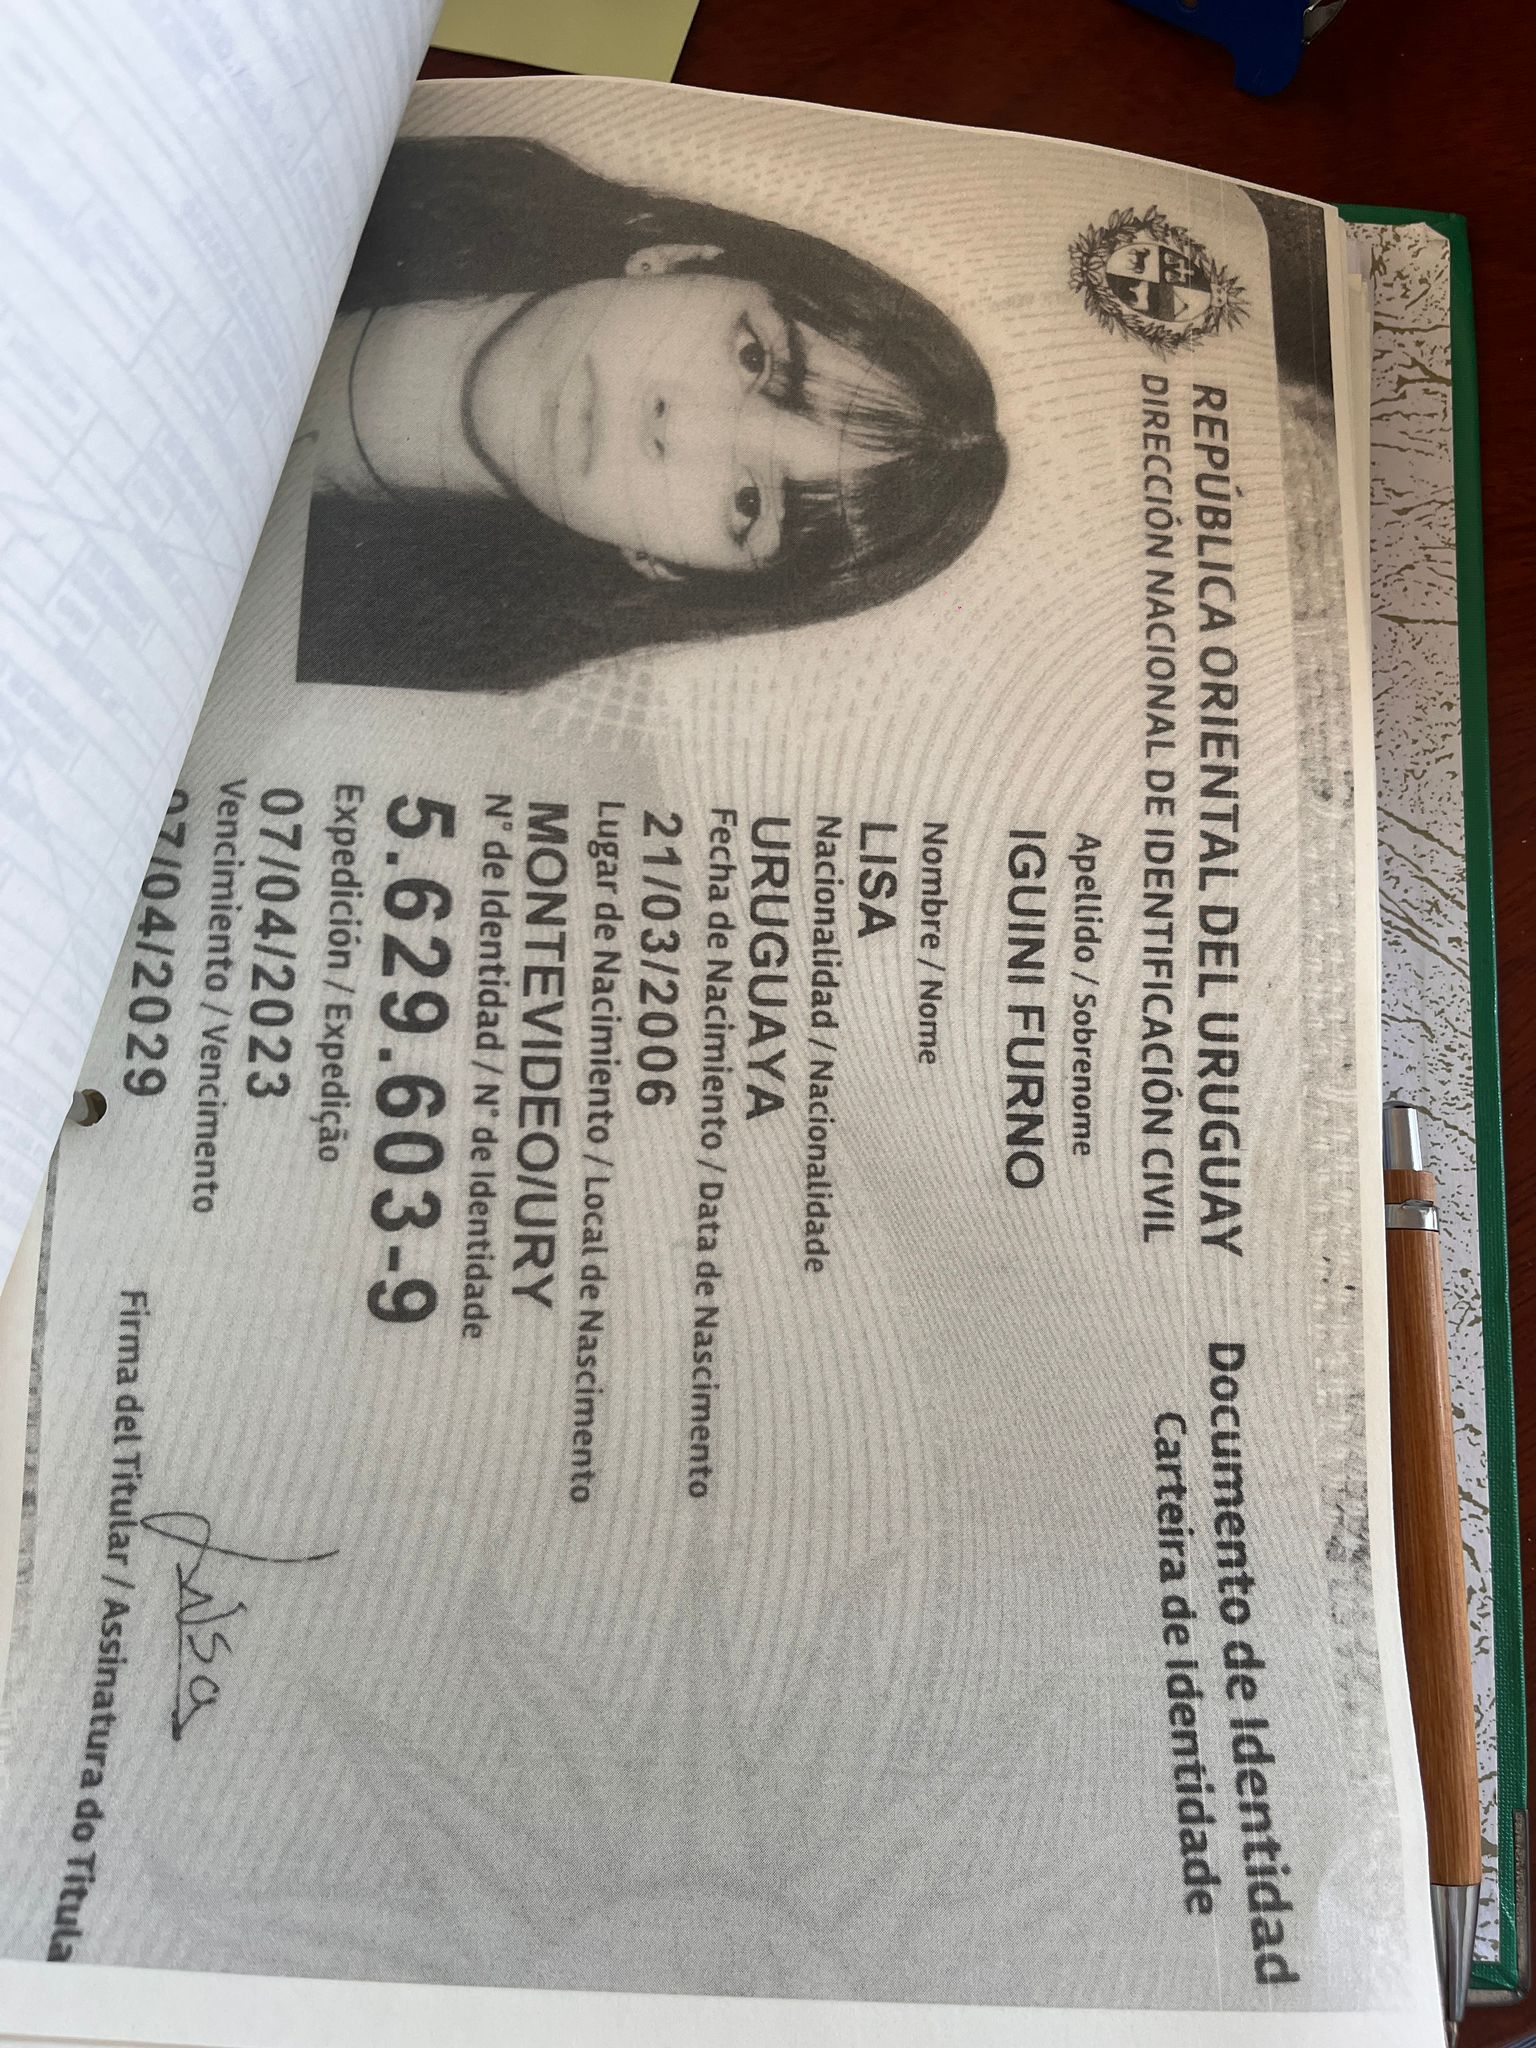 REPÚBLICA ORIENTAL DEL URUGUAY
DIRECCIÓN NACIONAL DE IDENTIFICACIÓN CIVIL
Documento de Identidad
Carteira de Identidade
Apellido / Sobrenome
IGUINI FURNO
Nombre / Nome
LISA
Nacionalidad / Nacionalidade
URUGUAYA
Fecha de Nacimiento / Data de Nascimento
21/03/2006
Lugar de Nacimiento / Local de Nascimento
MONTEVIDEO/URY
N° de Identidad / N° de Identidade
5.629.603-9
Expedición / Expedição
07/04/2023
Vencimiento / Vencimento
07/04/2029
Firma del Titular / Assinatura do Titula
Lisa